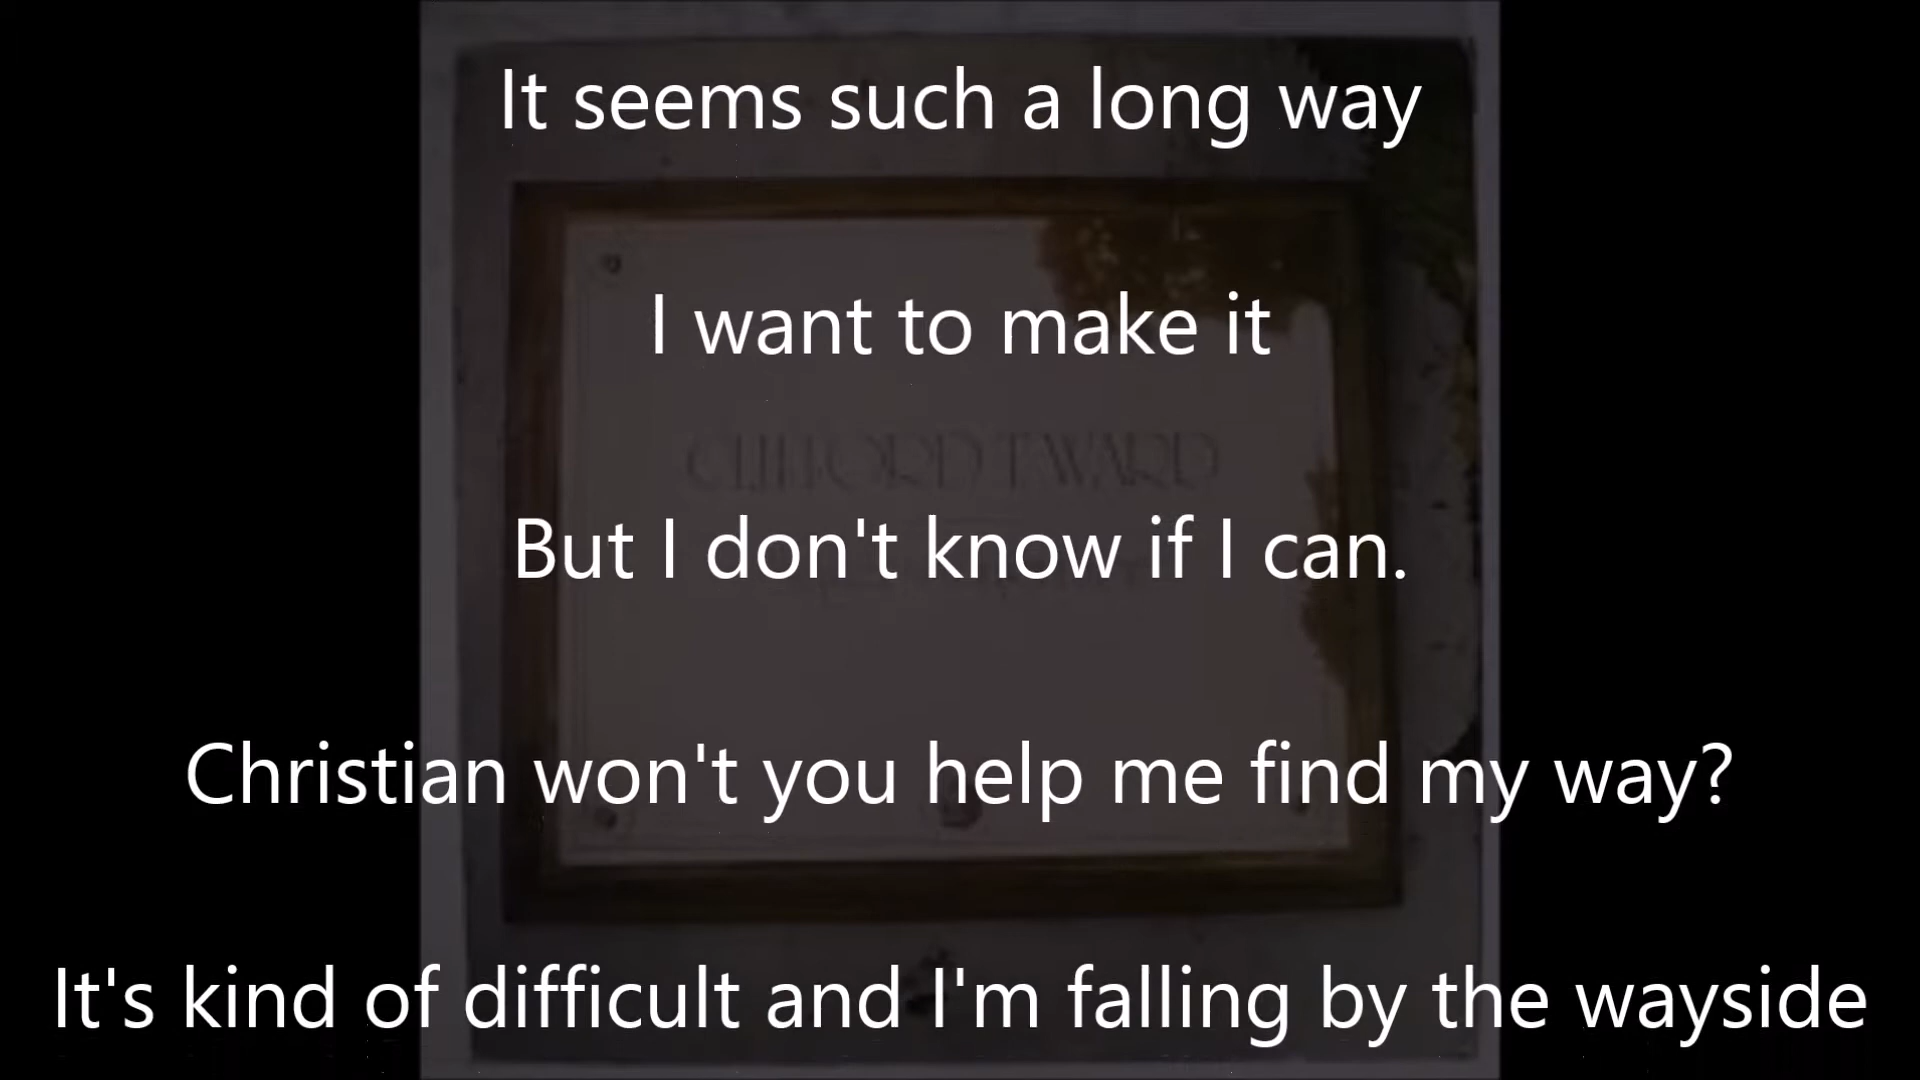 It seems such a long way
I want to make it
CLIFFORD T. WARD
But I don't know if I can.
Christian won't you help me find my way?
It's kind of difficult and I'm falling by the wayside